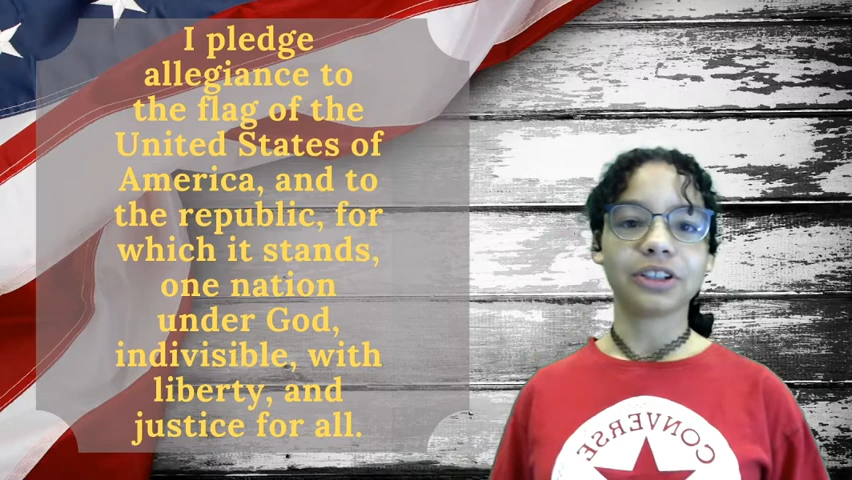 I pledge
allegiance to
the flag of the
United States of
America, and to
the republic, for
which it stands,
one nation
under God,
indivisible, with
liberty, and
justice for all.
CONVERSE